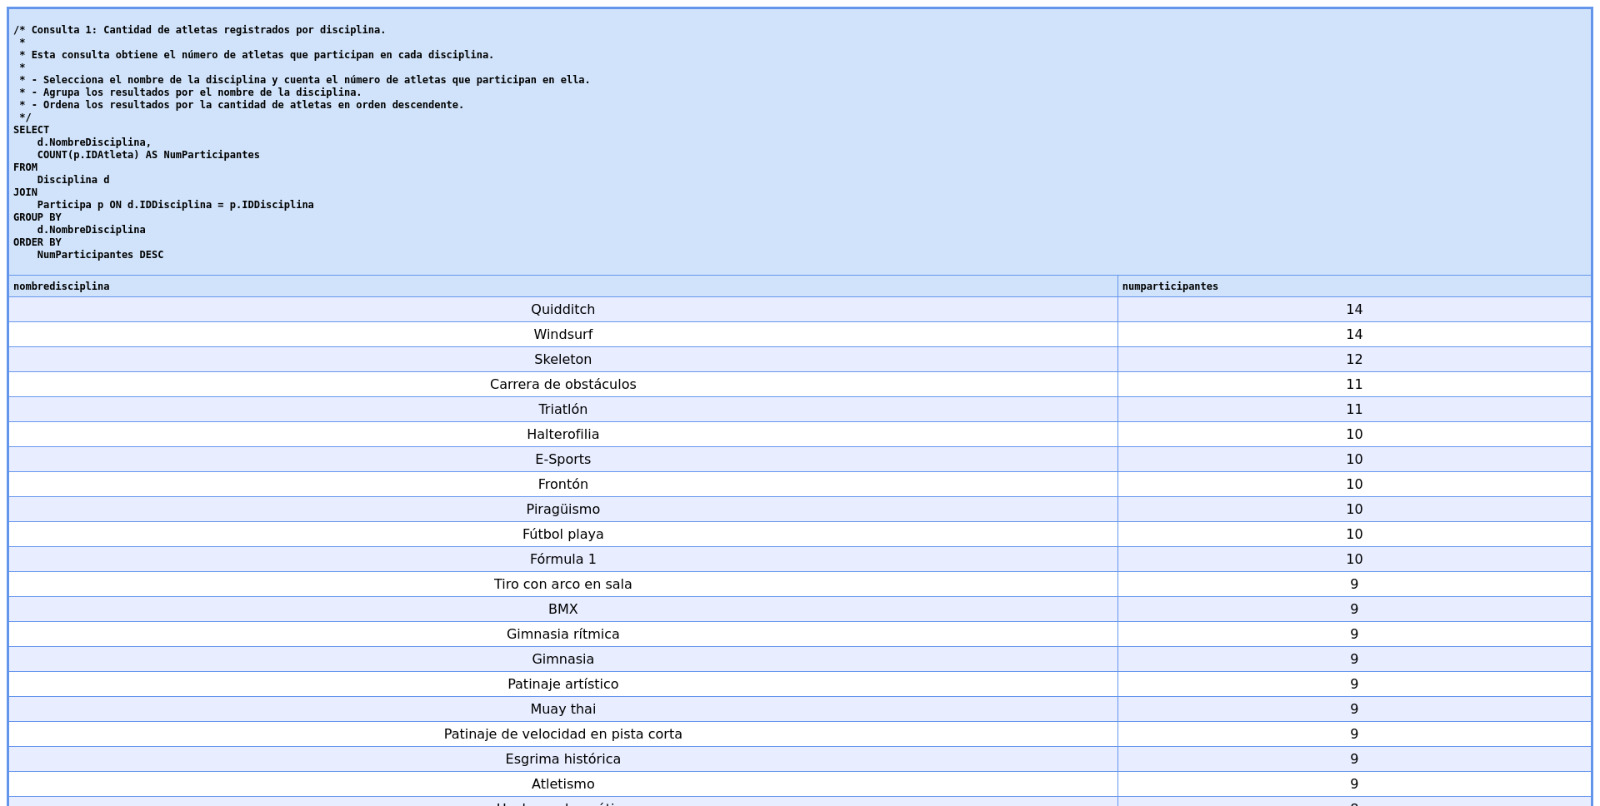 /* Consulta 1: Cantidad de atletas registrados por disciplina.
 *
 * Esta consulta obtiene el número de atletas que participan en cada disciplina.
 *
 * - Selecciona el nombre de la disciplina y cuenta el número de atletas que participan en ella.
 * - Agrupa los resultados por el nombre de la disciplina.
 * - Ordena los resultados por la cantidad de atletas en orden descendente.
 */
SELECT
    d.NombreDisciplina,
    COUNT(p.IDAtleta) AS NumParticipantes
FROM
    Disciplina d
JOIN
    Participa p ON d.IDDisciplina = p.IDDisciplina
GROUP BY
    d.NombreDisciplina
ORDER BY
    NumParticipantes DESC
nombredisciplina numparticipantes
Quidditch 14
Windsurf 14
Skeleton 12
Carrera de obstáculos 11
Triatlón 11
Halterofilia 10
E-Sports 10
Frontón 10
Piragüismo 10
Fútbol playa 10
Fórmula 1 10
Tiro con arco en sala 9
BMX 9
Gimnasia rítmica 9
Gimnasia 9
Patinaje artístico 9
Muay thai 9
Patinaje de velocidad en pista corta 9
Esgrima histórica 9
Atletismo 9